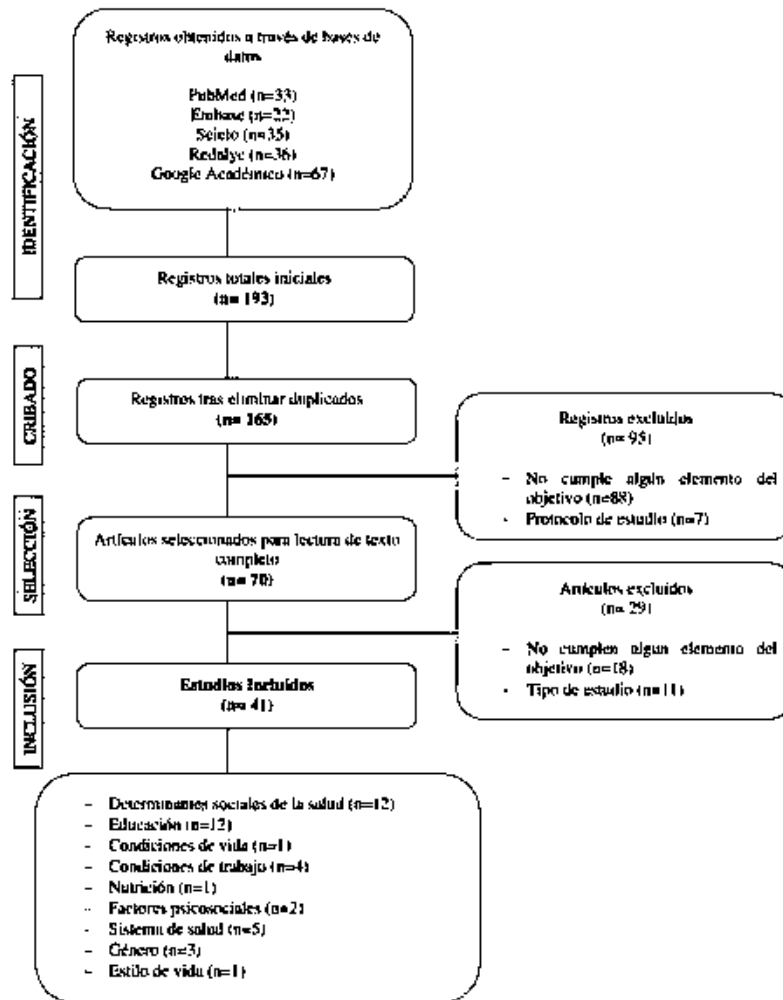 Registros obtenidos a través de bases de
datos
PubMed (n=33)
Embase (n=22)
Scielo (n=35)
Redalyc (n=36)
Google Académico (n=67)
IDENTIFICACIÓN
Registros totales iniciales
(n= 193)
CRIBADO
Registros tras eliminar duplicados
(n= 165)
Registros excluidos
(n= 95)
- No cumple algún elemento del
objetivo (n=88)
- Protocolo de estudio (n=7)
SELECCIÓN
Artículos seleccionados para lectura de texto
completo
(n= 70)
Artículos excluidos
(n= 29)
- No cumplen algun elemento del
objetivo (n=18)
- Tipo de estudio (n=11)
INCLUSIÓN
Estudios Incluidos
(n= 41)
- Determinantes sociales de la salud (n=12)
- Educación (n=12)
- Condiciones de vida (n=1)
- Condiciones de trabajo (n=4)
- Nutrición (n=1)
- Factores psicosociales (n=2)
- Sistema de salud (n=5)
- Género (n=3)
- Estilo de vida (n=1)